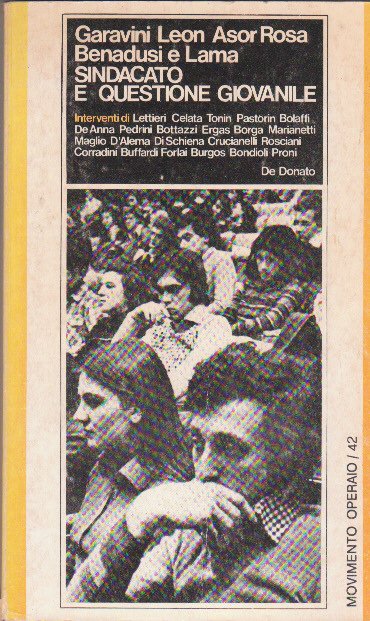 Garavini Leon Asor Rosa
Benadusi e Lama
SINDACATO
E QUESTIONE GIOVANILE
Interventi di Lettieri Celata Tonin Pastorin Bolaffi
De Anna Pedrini Bottazzi Ergas Borga Marianetti
Maglio D'Alema Di Schiena Crucianelli Rosciani
Corradini Buffardi Forlai Burgos Bondioli Proni
De Donato
MOVIMENTO OPERAIO / 42